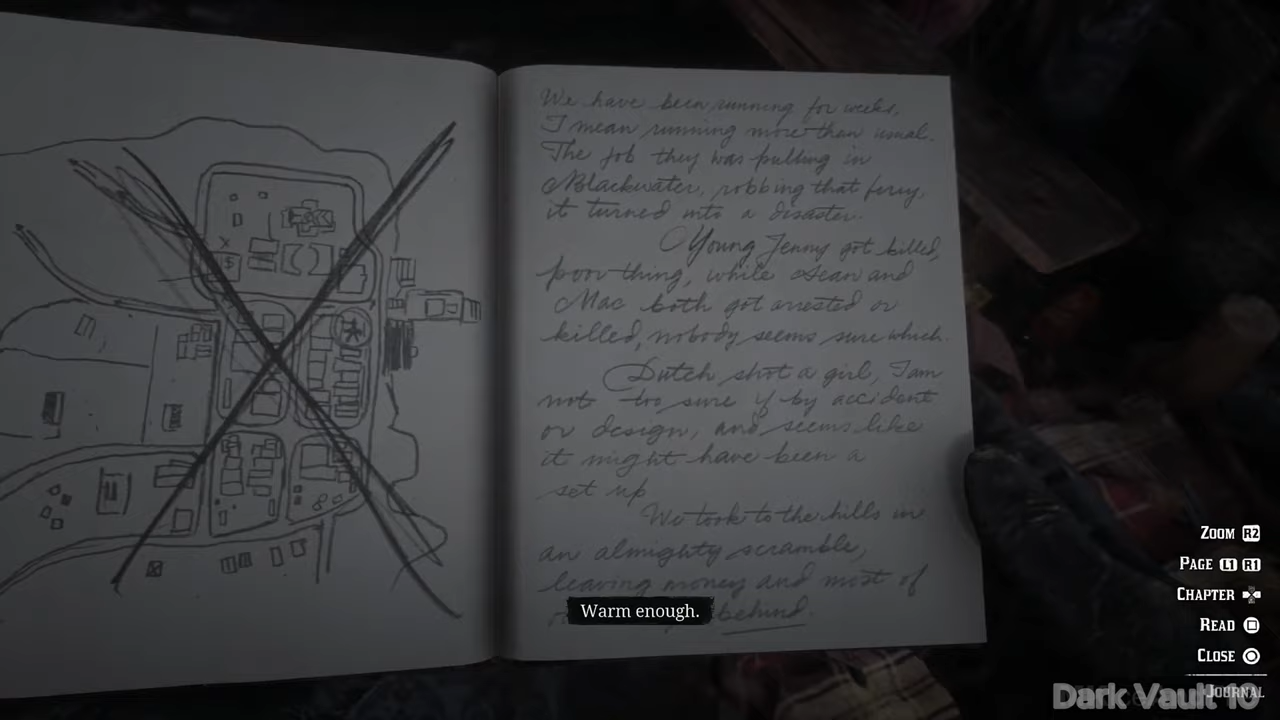 We have been running for weeks,
I mean running more than usual.
The job they was pulling in
Blackwater, robbing that ferry,
it turned into a disaster.
Young Jenny got killed,
poor thing, while Sean and
Mac both got arrested or
killed, nobody seems sure which.
Dutch shot a girl, I am
not too sure if by accident
or design, and seems like
it might have been a
set up
We took to the hills in
an almighty scramble,
leaving money and most of
behind
Warm enough.
$
ZOOM R2
PAGE L1 R1
CHAPTER
READ
CLOSE
JOURNAL
Dark Vault 10